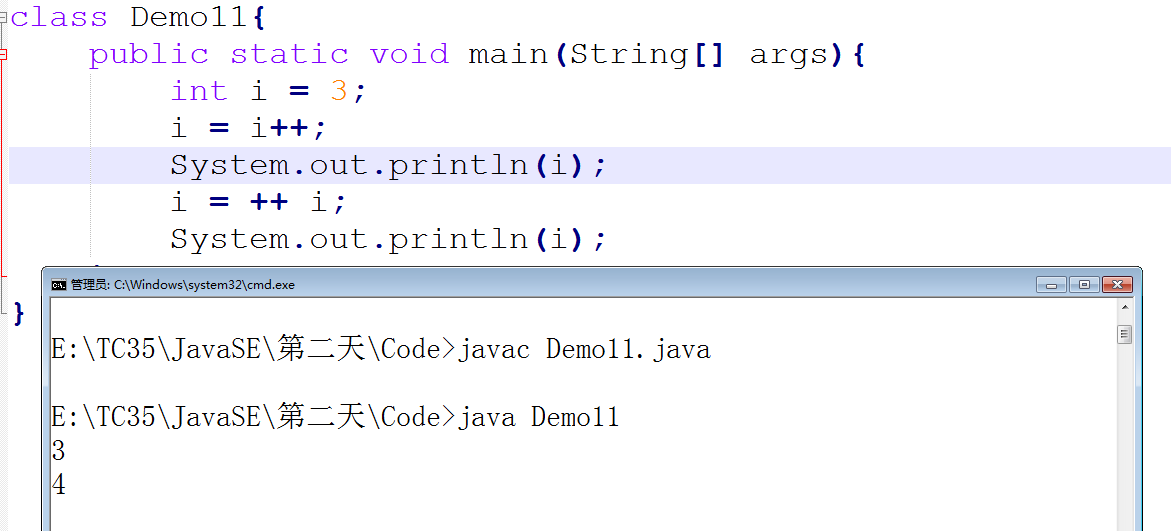 class Demo11{
public static void main(String[] args){
int i = 3;
i = i++;
System.out.println(i);
i = ++ i;
System.out.println(i);
}
管理员: C:\Windows\system32\cmd.exe
E:\TC35\JavaSE\第二天\Code>javac Demo11.java
E:\TC35\JavaSE\第二天\Code>java Demo11
3
4